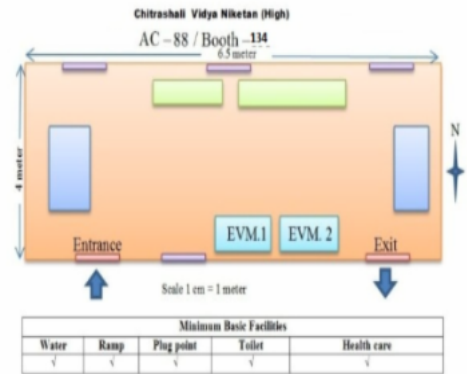 Chitrashali Vidya Niketan (High)
AC – 88 / Booth –134
6.5 meter
4 meter
N
EVM.1 EVM. 2
Entrance Exit
Scale 1 cm = 1 meter
Minimum Basic Facilities
Water Ramp Plug point Toilet Health care
√ √ √ √ √